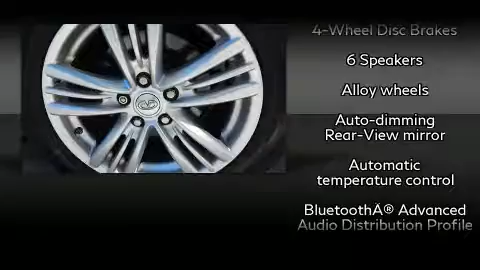 4-Wheel Disc Brakes
6 Speakers
Alloy wheels
Auto-dimming
Rear-View mirror
Automatic
temperature control
BluetoothÂ® Advanced
Audio Distribution Profile